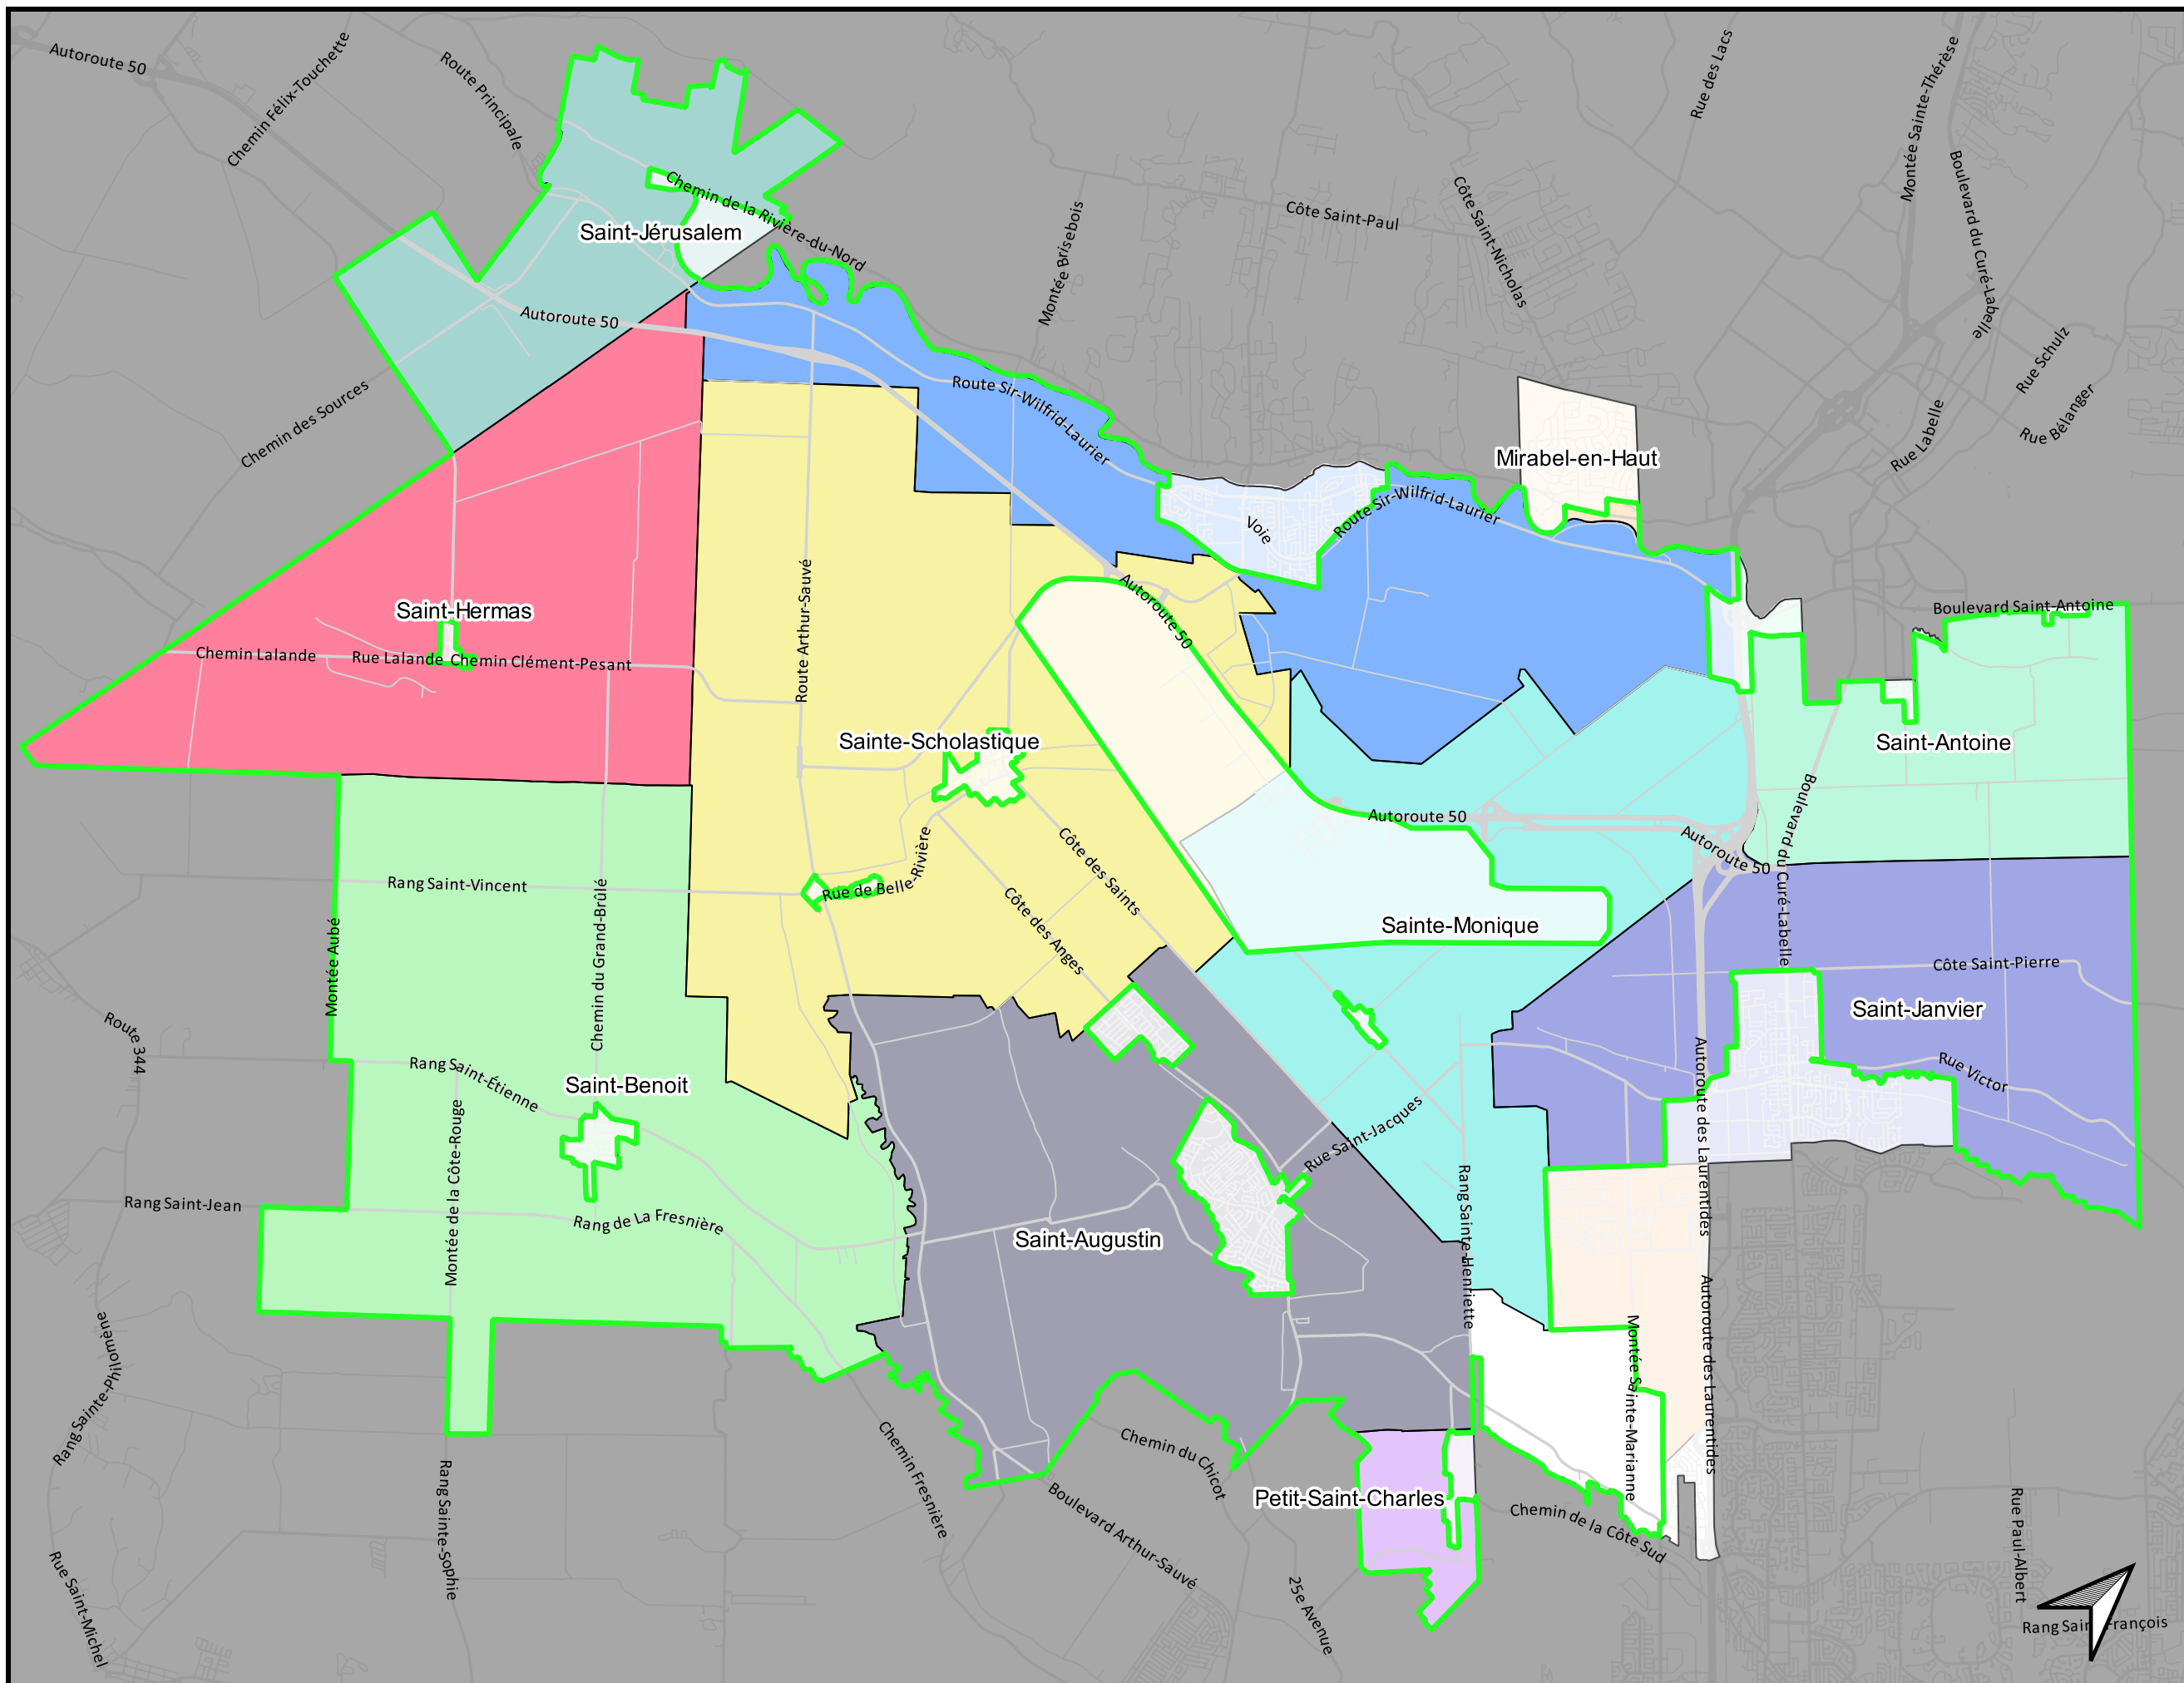 Autoroute 50
Chemin Félix-Touchette
Route Principale
Rue des Lacs
Montée Sainte-Thérèse
Boulevard du Curé-Labelle
Chemin de la Rivière-du-Nord
Saint-Jérusalem
Montée Brisebois
Côte Saint-Paul
Côte Saint-Nicholas
Autoroute 50
Rue Schulz
Rue Bélanger
Rue Labelle
Chemin des Sources
Route Sir-Wilfrid-Laurier
Mirabel-en-Haut
Voie
Route Sir-Wilfrid-Laurier
Route Arthur-Sauvé
Autoroute 50
Saint-Hermas
Boulevard Saint-Antoine
Chemin Lalande
Rue Lalande
Chemin Clément-Pesant
Sainte-Scholastique
Saint-Antoine
Autoroute 50
Boulevard du Curé-Labelle
Autoroute 50
Rang Saint-Vincent
Rue de Belle-Rivière
Côte des Saints
Côte des Anges
Sainte-Monique
Chemin du Grand-Brûlé
Montée Aubé
Côte Saint-Pierre
Saint-Janvier
Route 344
Rang Saint-Étienne
Saint-Benoit
Rue Victor
Autoroute des Laurentides
Rue Saint-Jacques
Montée de la Côte-Rouge
Rang Saint-Jean
Rang de La Fresnière
Saint-Augustin
Rang Sainte-Henriette
Autoroute des Laurentides
Montée Sainte-Marianne
Rang Sainte-Philomène
Chemin Fresnière
Chemin du Chicot
Petit-Saint-Charles
Boulevard Arthur-Sauvé
Chemin de la Côte Sud
Rang Sainte-Sophie
Rue Saint-Michel
25e Avenue
Rue Paul-Albert
Rang Saint-François